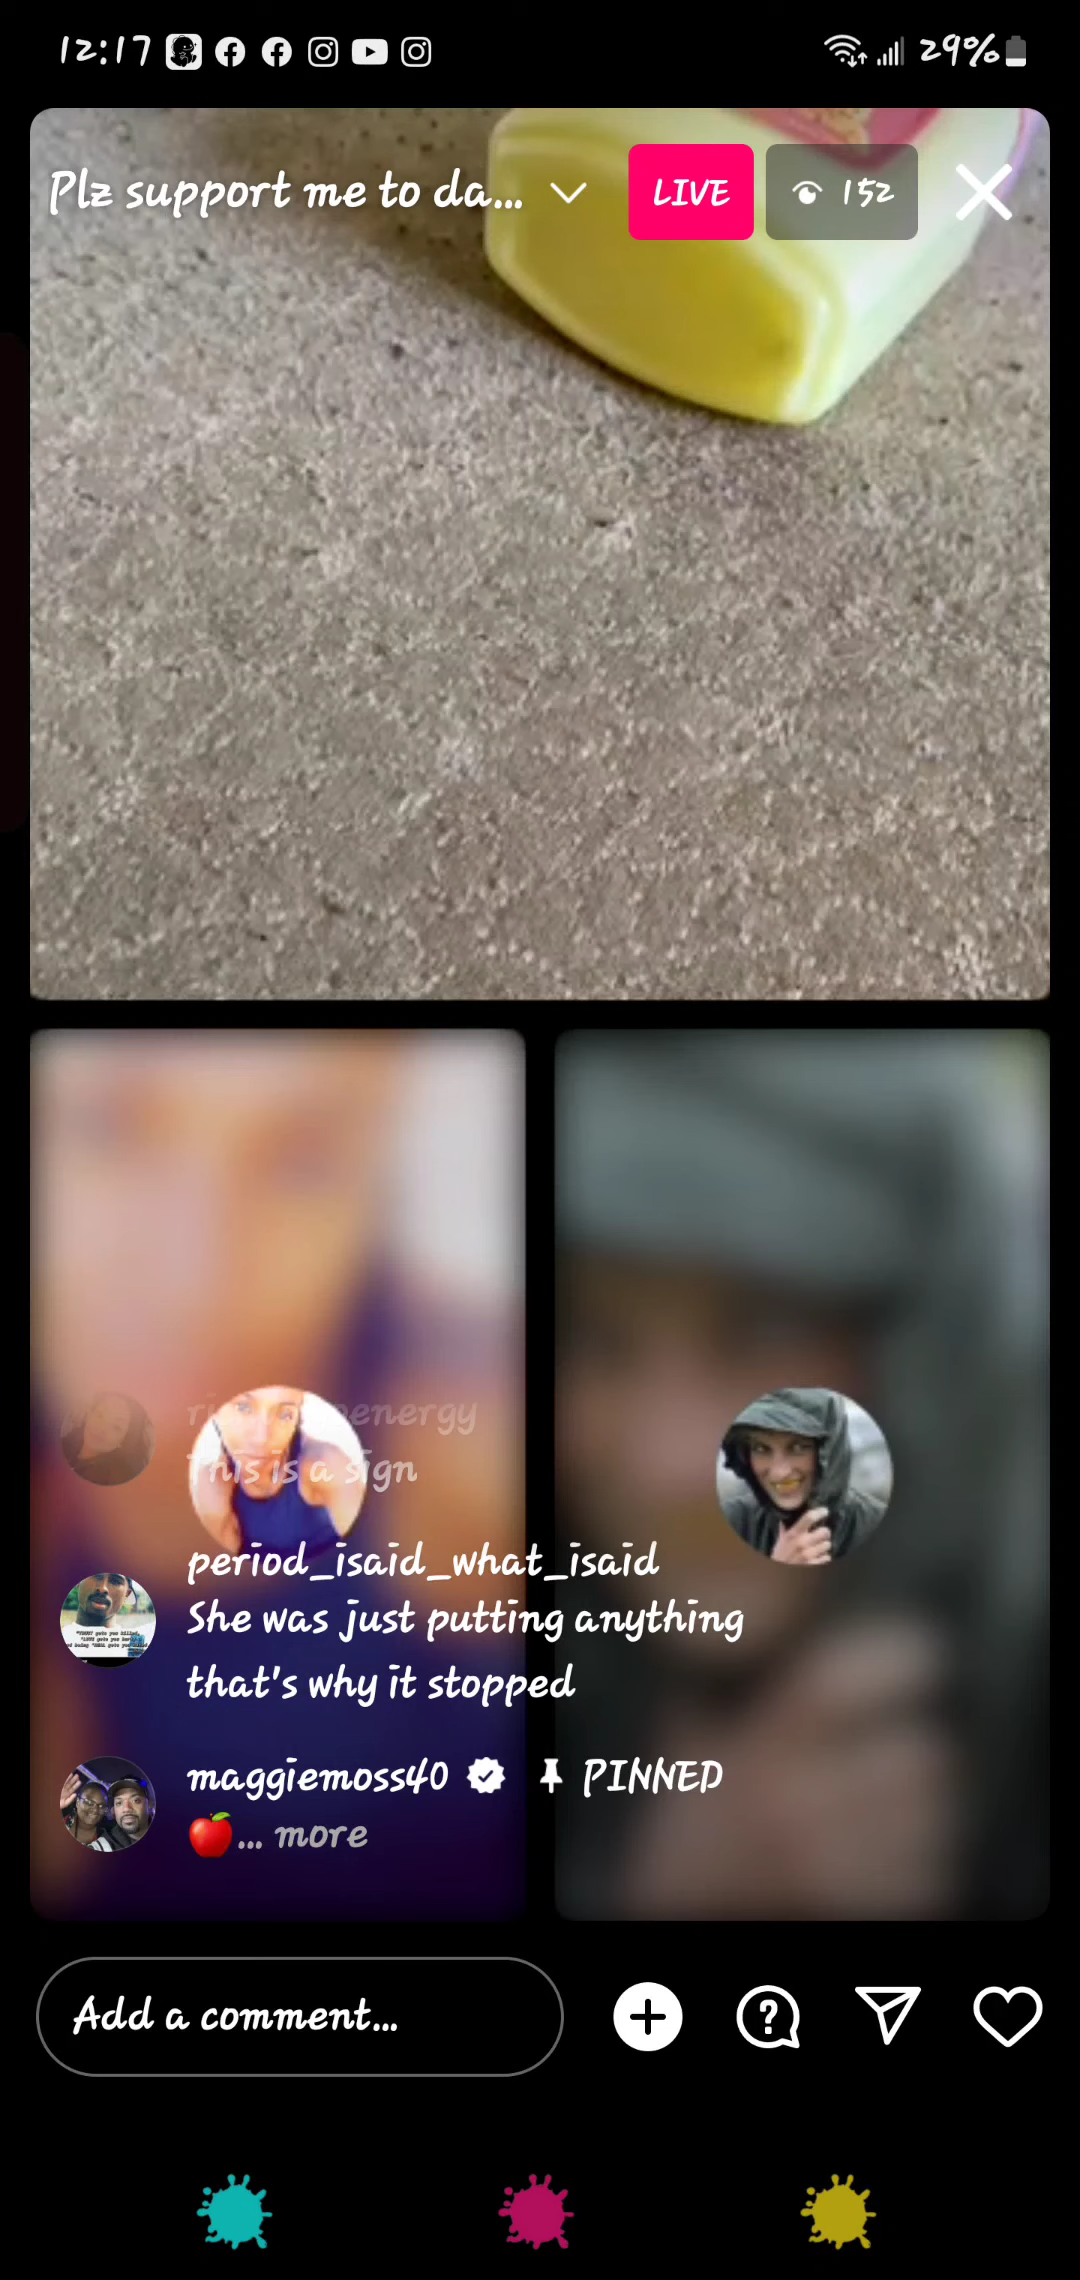 12:17
29%
Plz support me to da...
LIVE
152
This is a sign
period_isaid_what_isaid
She was just putting anything
that's why it stopped
maggiemoss40 PINNED
🍎... more
Add a comment...